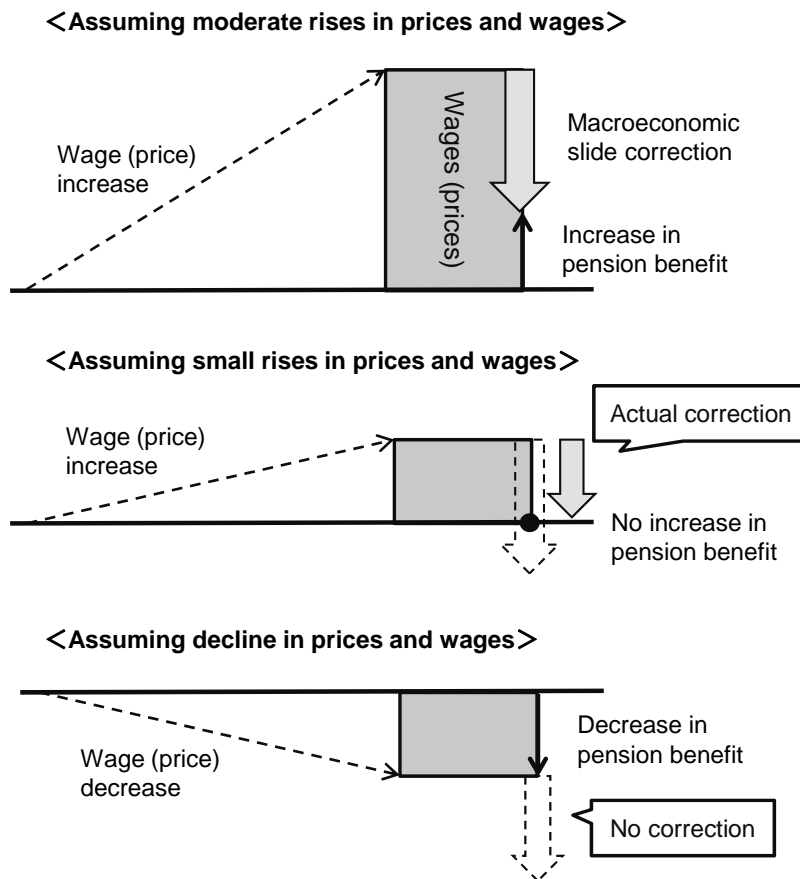 ＜Assuming moderate rises in prices and wages＞
Wage (price)
increase
Wages (prices)
Macroeconomic
slide correction
Increase in
pension benefit
＜Assuming small rises in prices and wages＞
Wage (price)
increase
Actual correction
No increase in
pension benefit
＜Assuming decline in prices and wages＞
Wage (price)
decrease
Decrease in
pension benefit
No correction